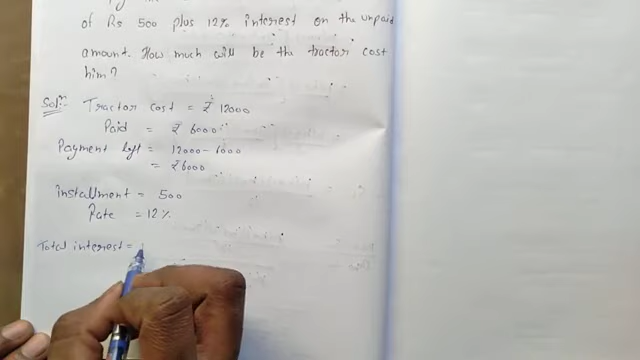 of Rs 500 plus 12% interest on the unpaid
amount. How much will be the tractor cost
him?
Solⁿ:- Tractor cost = ₹ 12000
Paid = ₹ 6000
Payment left = 12000 - 6000
= ₹6000
installment = 500
Rate = 12%
Total interest =